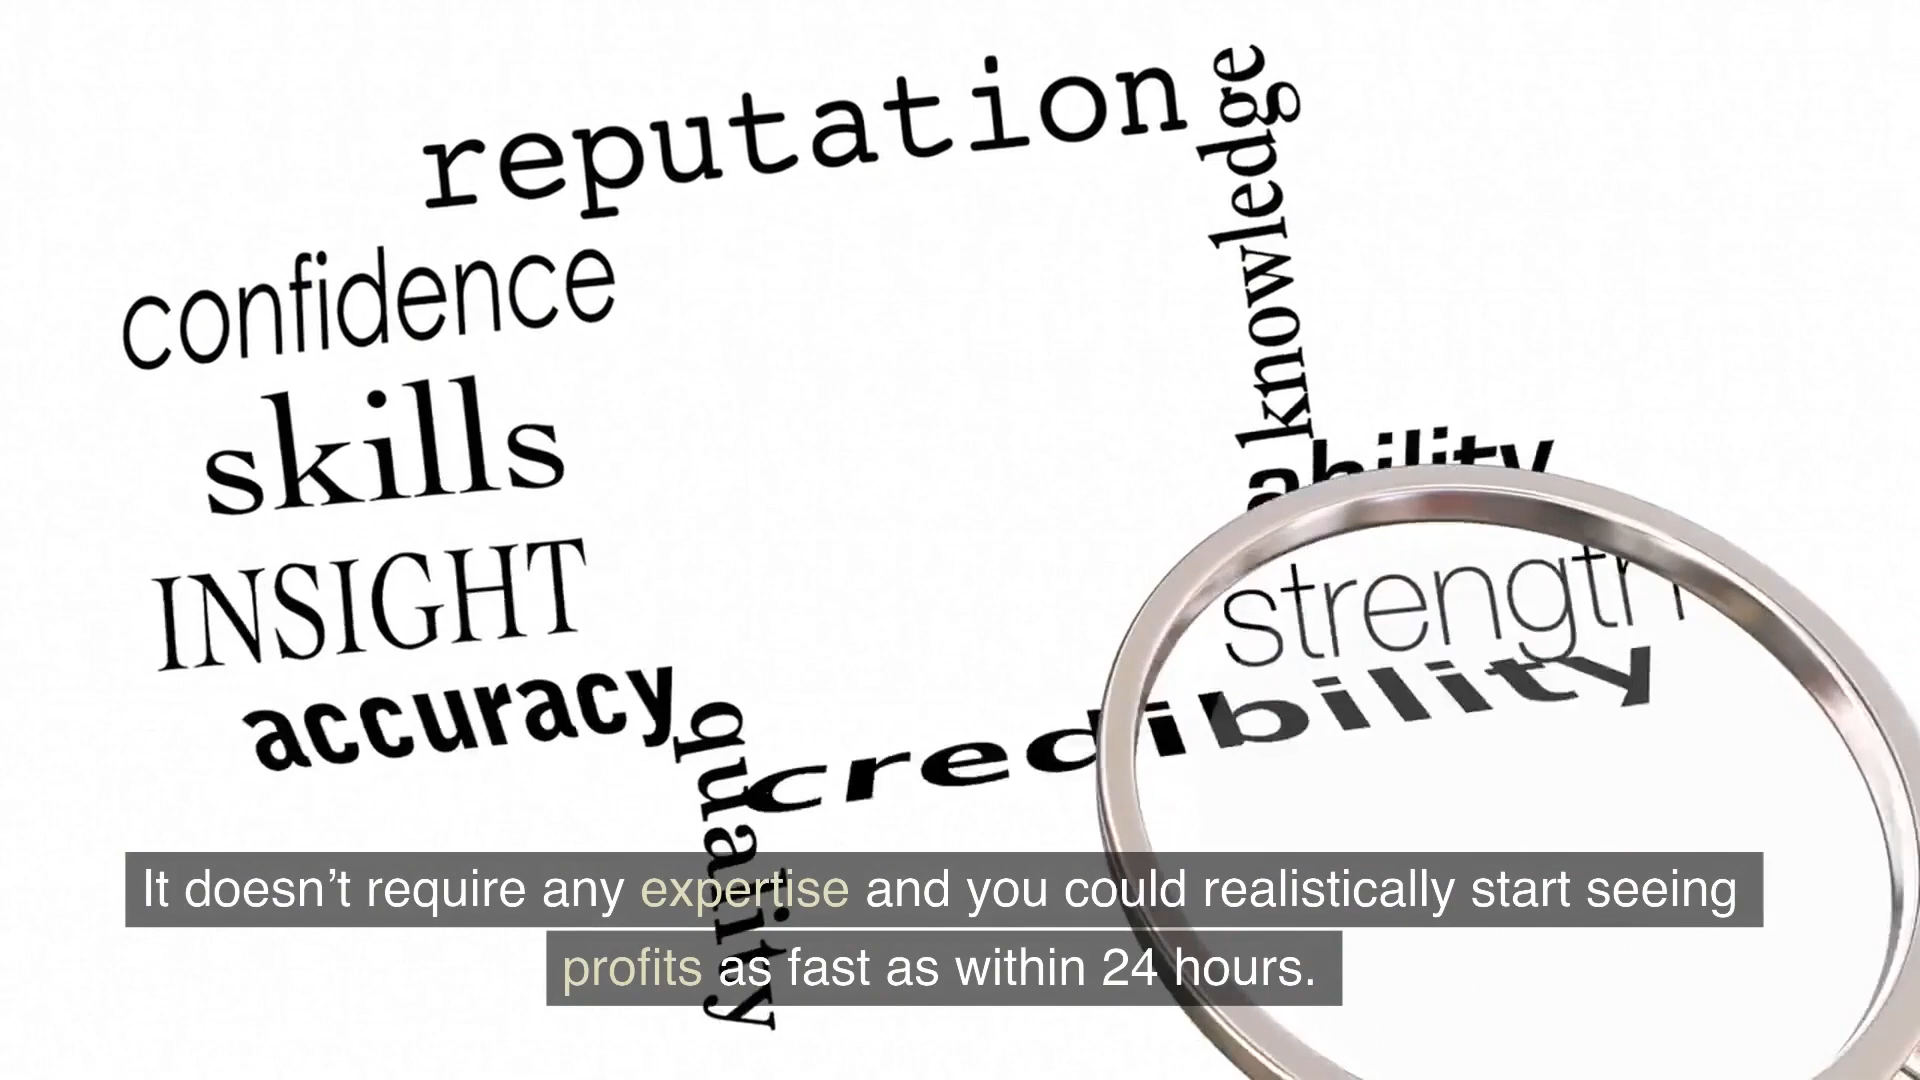 reputation
knowledge
confidence
skills
ability
INSIGHT
strength
accuracy
credibility
quality
It doesn’t require any expertise and you could realistically start seeing
profits as fast as within 24 hours.